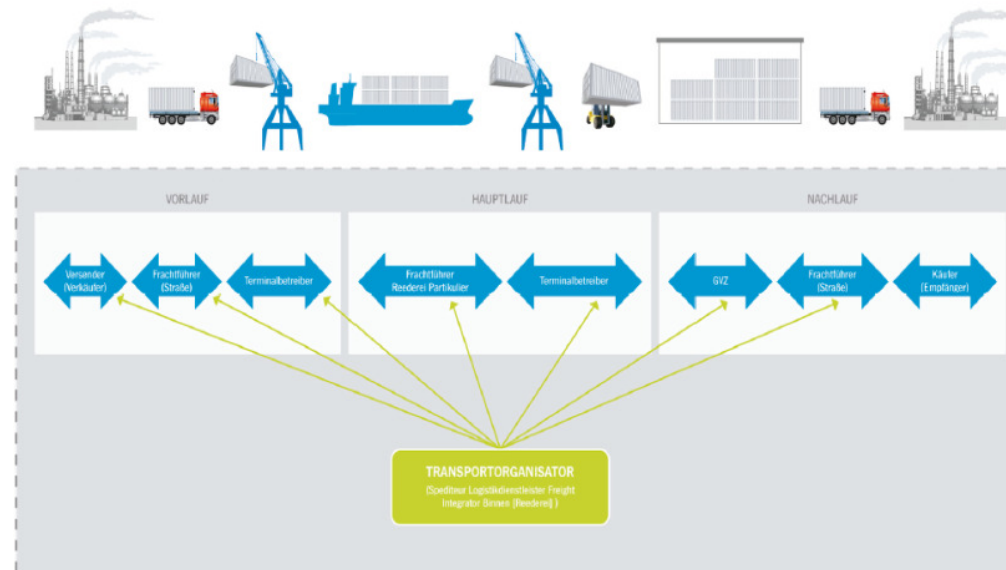 VORLAUF
HAUPTLAUF
NACHLAUF
Versender
(Verkäufer)
Frachtführer
(Straße)
Terminalbetreiber
Frachtführer
Reederei Partikulier
Terminalbetreiber
GVZ
Frachtführer
(Straße)
Käufer
(Empfänger)
TRANSPORTORGANISATOR
(Spediteur Logistikdienstleister Freight
Integrator Binnen [Reederei] )